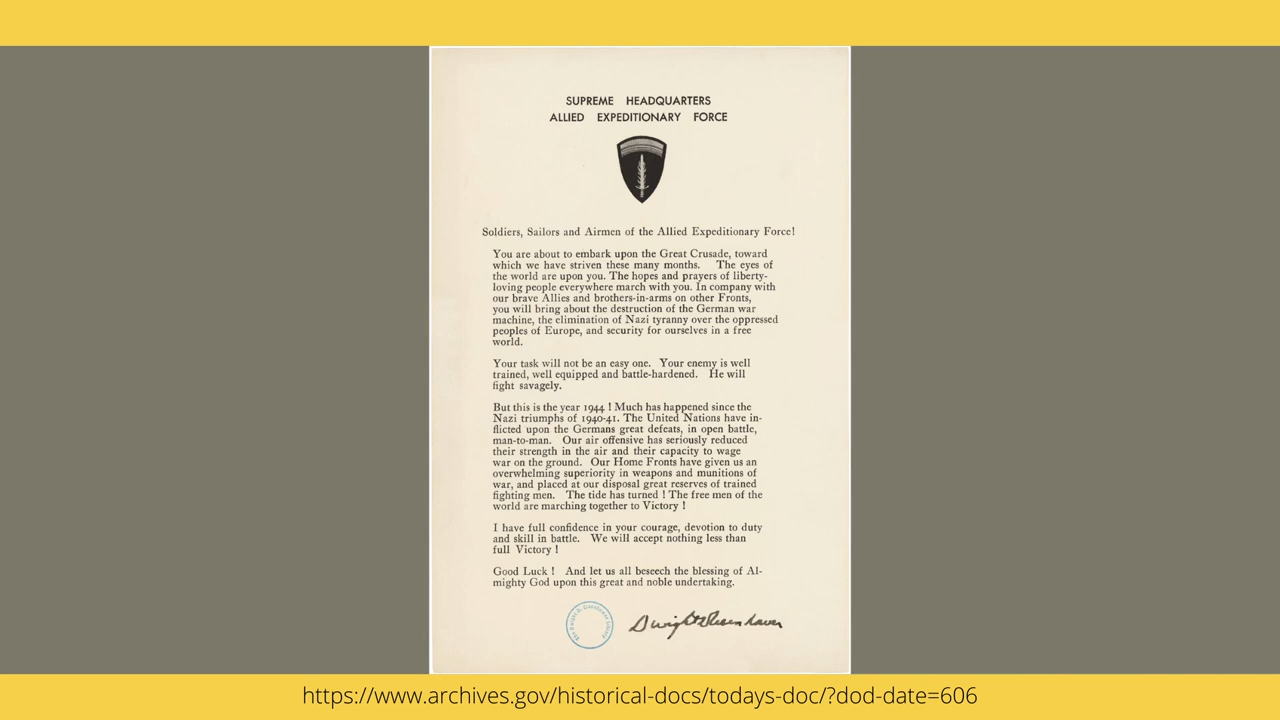 SUPREME HEADQUARTERS
ALLIED EXPEDITIONARY FORCE
Soldiers, Sailors and Airmen of the Allied Expeditionary Force!
You are about to embark upon the Great Crusade, toward
which we have striven these many months. The eyes of
the world are upon you. The hopes and prayers of liberty-
loving people everywhere march with you. In company with
our brave Allies and brothers-in-arms on other Fronts,
you will bring about the destruction of the German war
machine, the elimination of Nazi tyranny over the oppressed
peoples of Europe, and security for ourselves in a free
world.
Your task will not be an easy one. Your enemy is well
trained, well equipped and battle-hardened. He will
fight savagely.
But this is the year 1944 ! Much has happened since the
Nazi triumphs of 1940-41. The United Nations have in-
flicted upon the Germans great defeats, in open battle,
man-to-man. Our air offensive has seriously reduced
their strength in the air and their capacity to wage
war on the ground. Our Home Fronts have given us an
overwhelming superiority in weapons and munitions of
war, and placed at our disposal great reserves of trained
fighting men. The tide has turned ! The free men of the
world are marching together to Victory !
I have full confidence in your courage, devotion to duty
and skill in battle. We will accept nothing less than
full Victory !
Good Luck ! And let us all beseech the blessing of Al-
mighty God upon this great and noble undertaking.
The Dwight D. Eisenhower Library
Dwight D Eisenhower
https://www.archives.gov/historical-docs/todays-doc/?dod-date=606